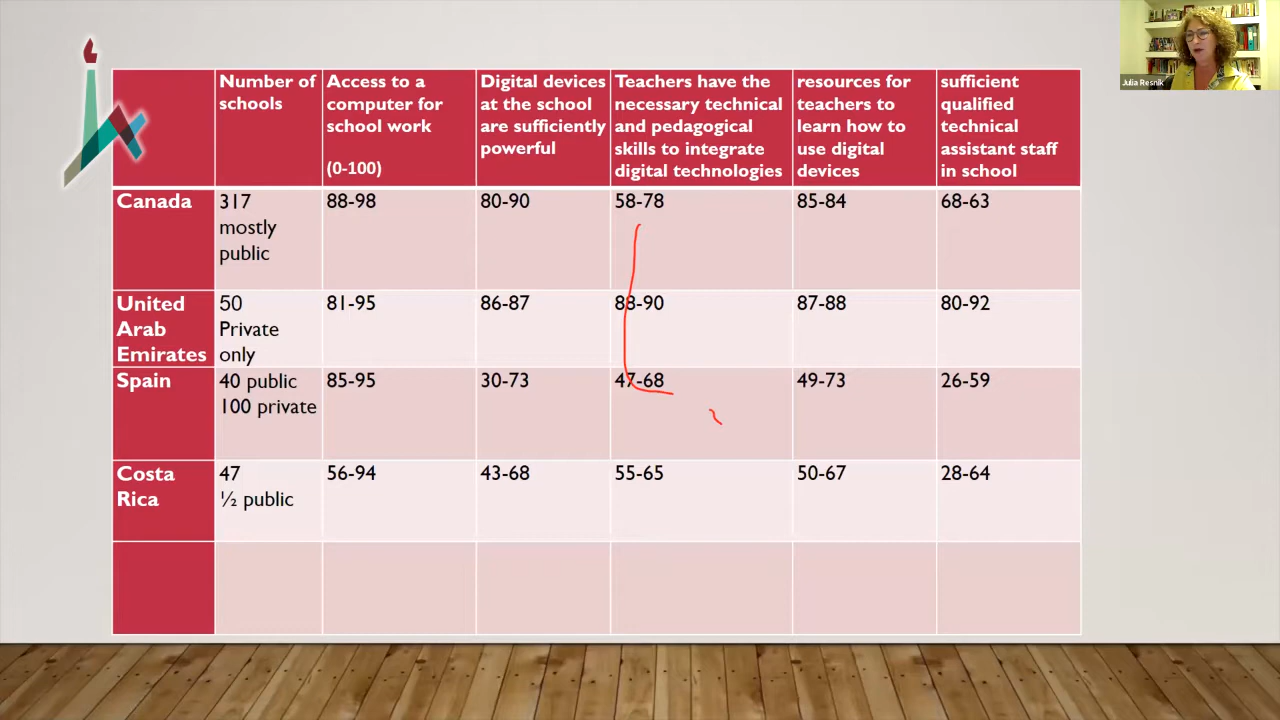 Julia Resnik
Number of
schools
Access to a
computer for
school work
(0-100)
Digital devices
at the school
are sufficiently
powerful
Teachers have the
necessary technical
and pedagogical
skills to integrate
digital technologies
resources for
teachers to
learn how to
use digital
devices
sufficient
qualified
technical
assistant staff
in school
Canada
317
mostly
public
88-98
80-90
58-78
85-84
68-63
United
Arab
Emirates
50
Private
only
81-95
86-87
88-90
87-88
80-92
Spain
40 public
100 private
85-95
30-73
47-68
49-73
26-59
Costa
Rica
47
½ public
56-94
43-68
55-65
50-67
28-64